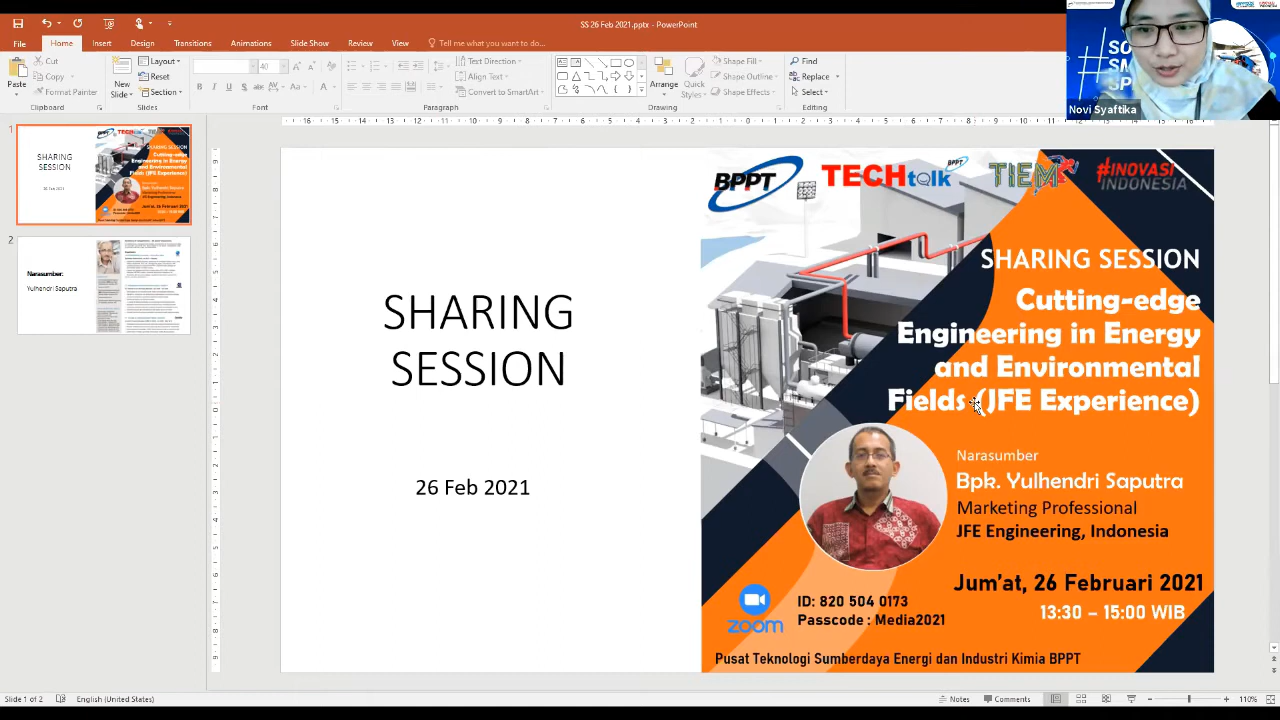 SS 26 Feb 2021.pptx - PowerPoint
File Home Insert Design Transitions Animations Slide Show Review View Tell me what you want to do...
Paste
Cut
Copy
Format Painter
Clipboard
New Slide
Layout
Reset
Section
Slides
40
Font
Text Direction
Align Text
Convert to SmartArt
Paragraph
Arrange
Quick Styles
Shape Fill
Shape Outline
Shape Effects
Drawing
Find
Replace
Select
Editing
Novi Syaftika
1
SHARING
SESSION
2
Narasumber:
Yulhendri Saputra
SHARING
SESSION
26 Feb 2021
BPPT
TECHtalk
BPPT
TIEM
#INOVASI
INDONESIA
SHARING SESSION
Cutting-edge
Engineering in Energy
and Environmental
Fields (JFE Experience)
Narasumber
Bpk. Yulhendri Saputra
Marketing Professional
JFE Engineering, Indonesia
Jum'at, 26 Februari 2021
13:30 – 15:00 WIB
zoom
ID: 820 504 0173
Passcode : Media2021
Pusat Teknologi Sumberdaya Energi dan Industri Kimia BPPT
Slide 1 of 2 English (United States) Notes Comments 110%